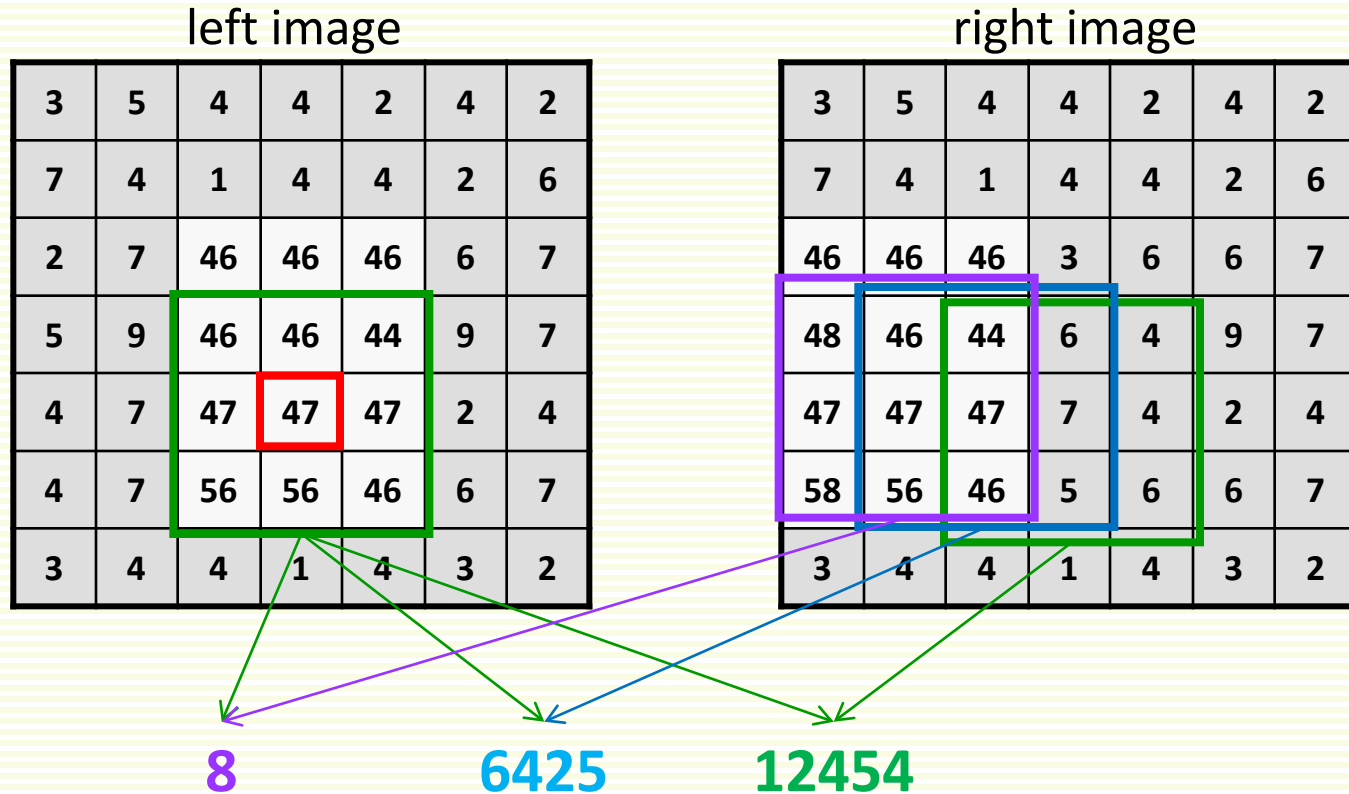 left image right image
3 5 4 4 2 4 2 3 5 4 4 2 4 2
7 4 1 4 4 2 6 7 4 1 4 4 2 6
2 7 46 46 46 6 7 46 46 46 3 6 6 7
5 9 46 46 44 9 7 48 46 44 6 4 9 7
4 7 47 47 47 2 4 47 47 47 7 4 2 4
4 7 56 56 46 6 7 58 56 46 5 6 6 7
3 4 4 1 4 3 2 3 4 4 1 4 3 2
8 6425 12454